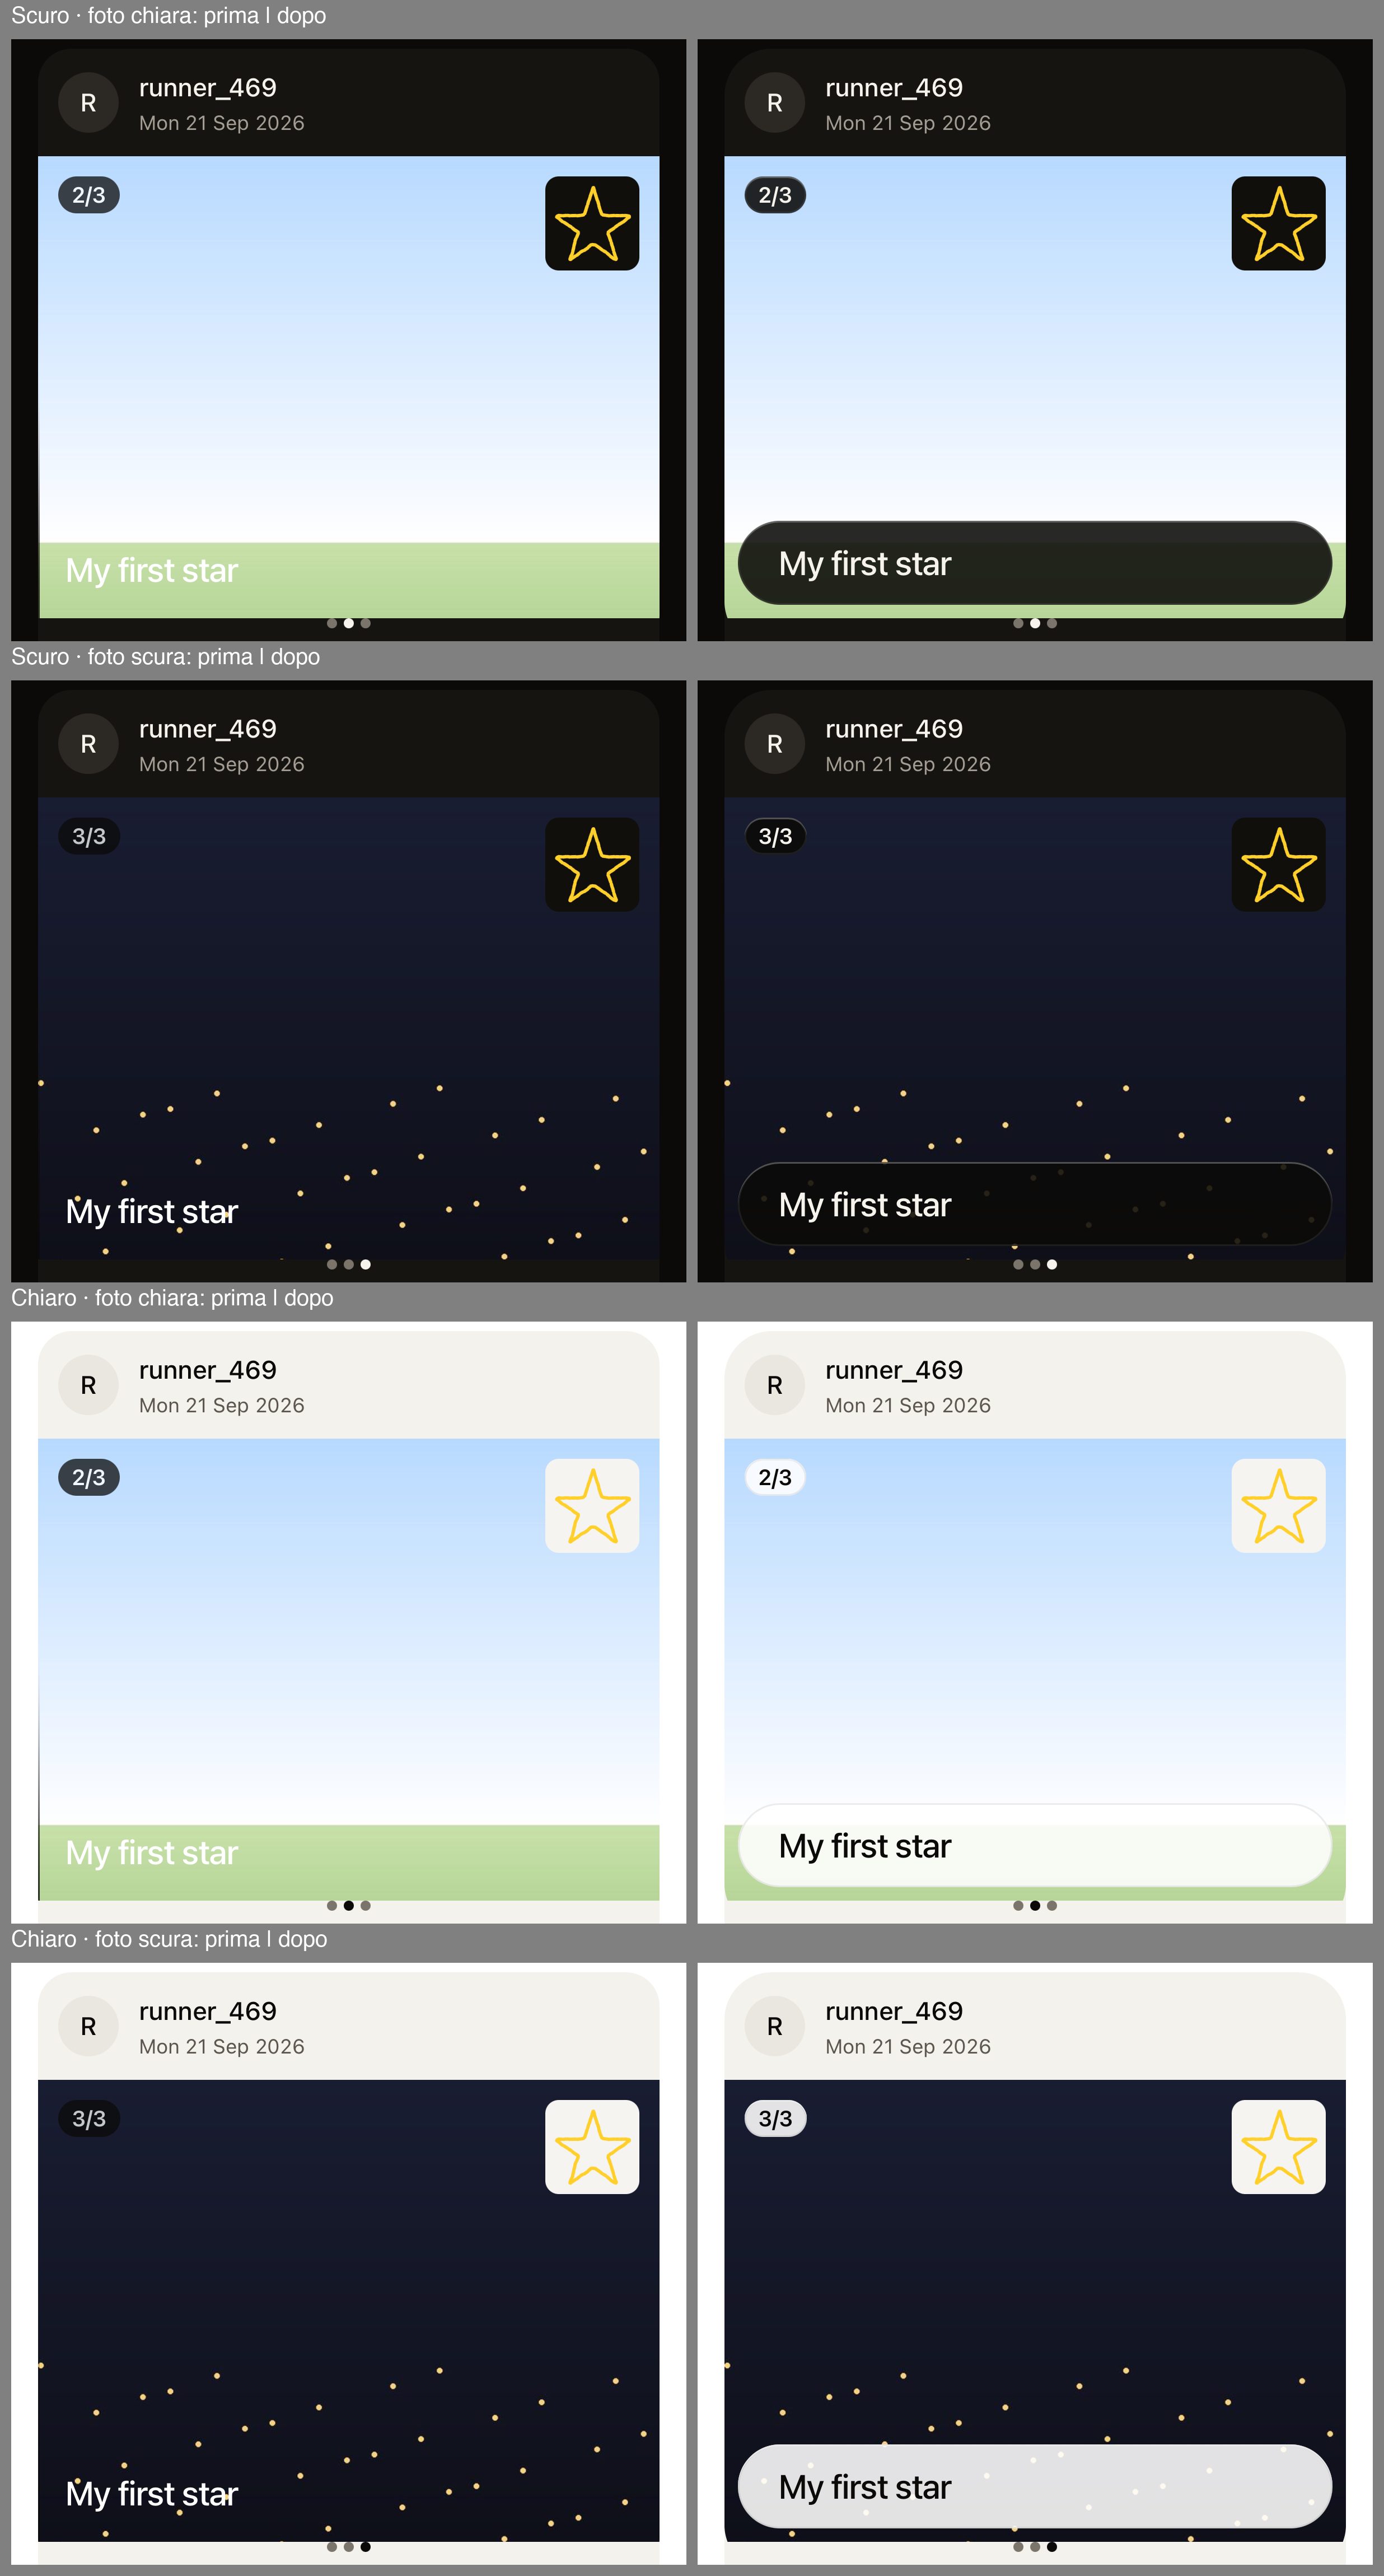 Scuro · foto chiara: prima | dopo
R
runner_469
Mon 21 Sep 2026
2/3
My first star
R
runner_469
Mon 21 Sep 2026
2/3
My first star
Scuro · foto scura: prima | dopo
R
runner_469
Mon 21 Sep 2026
3/3
My first star
R
runner_469
Mon 21 Sep 2026
3/3
My first star
Chiaro · foto chiara: prima | dopo
R
runner_469
Mon 21 Sep 2026
2/3
My first star
R
runner_469
Mon 21 Sep 2026
2/3
My first star
Chiaro · foto scura: prima | dopo
R
runner_469
Mon 21 Sep 2026
3/3
My first star
R
runner_469
Mon 21 Sep 2026
3/3
My first star